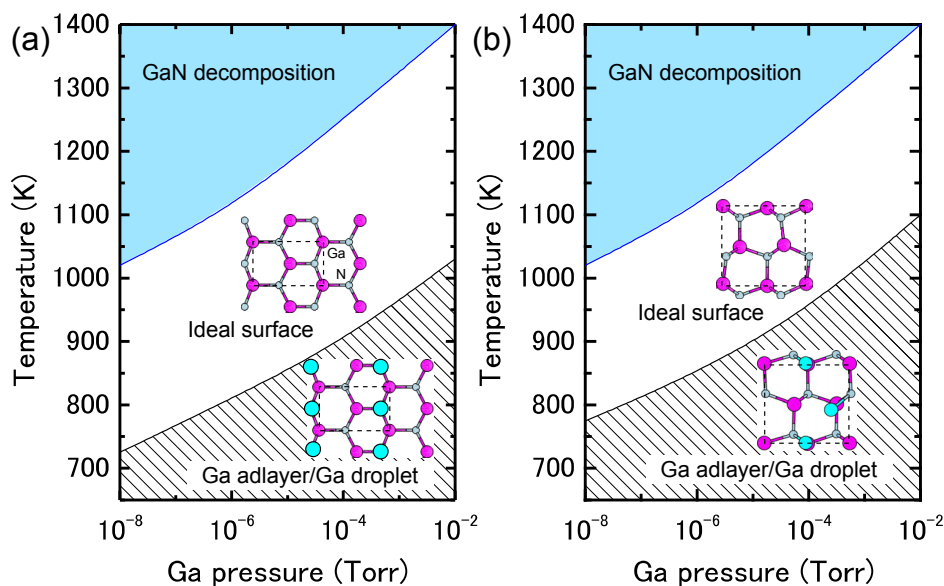 (a)
1400
1300
1200
1100
1000
900
800
700
Temperature (K)
GaN decomposition
Ga
N
Ideal surface
Ga adlayer/Ga droplet
10⁻⁸
10⁻⁶
10⁻⁴
10⁻²
Ga pressure (Torr)
(b)
1400
1300
1200
1100
1000
900
800
700
Temperature (K)
GaN decomposition
Ideal surface
Ga adlayer/Ga droplet
10⁻⁸
10⁻⁶
10⁻⁴
10⁻²
Ga pressure (Torr)